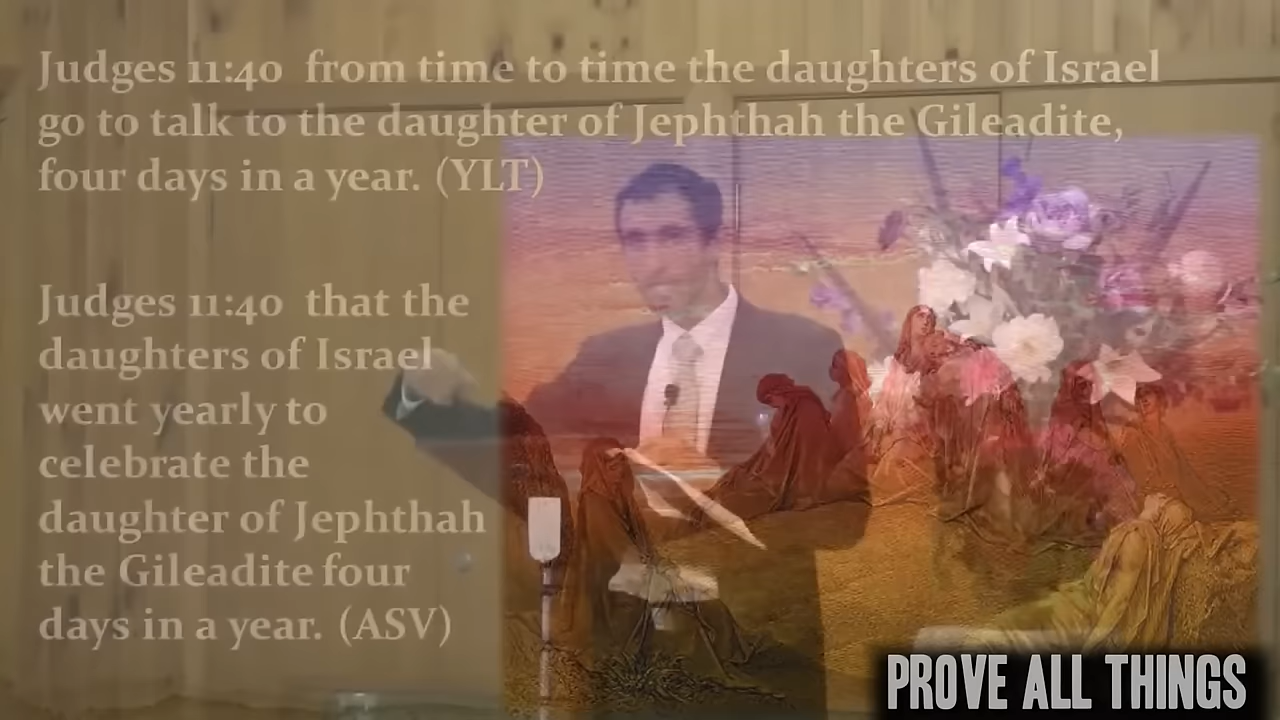 Judges 11:40 from time to time the daughters of Israel
go to talk to the daughter of Jephthah the Gileadite,
four days in a year. (YLT)
Judges 11:40 that the
daughters of Israel
went yearly to
celebrate the
daughter of Jephthah
the Gileadite four
days in a year. (ASV)
PROVE ALL THINGS